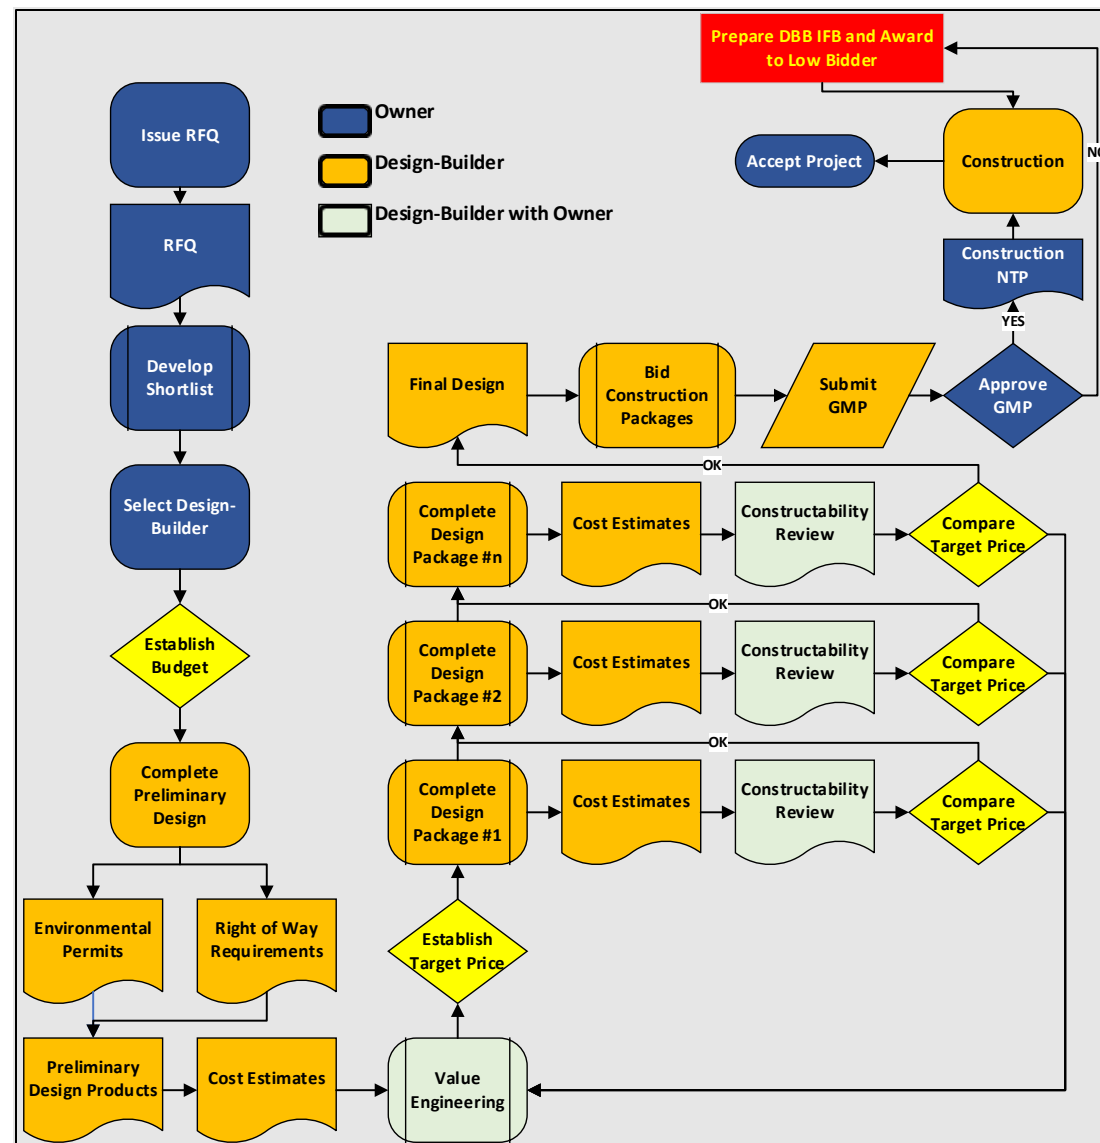 Prepare DBB IFB and Award
to Low Bidder
Issue RFQ
Owner
Design-Builder
Design-Builder with Owner
Accept Project
Construction
NO
RFQ
Construction
NTP
YES
Develop
Shortlist
Final Design
Bid
Construction
Packages
Submit
GMP
Approve
GMP
OK
Select Design-
Builder
Complete
Design
Package #n
Cost Estimates
Constructability
Review
Compare
Target Price
OK
Establish
Budget
Complete
Design
Package #2
Cost Estimates
Constructability
Review
Compare
Target Price
OK
Complete
Preliminary
Design
Complete
Design
Package #1
Cost Estimates
Constructability
Review
Compare
Target Price
Environmental
Permits
Right of Way
Requirements
Establish
Target Price
Preliminary
Design Products
Cost Estimates
Value
Engineering